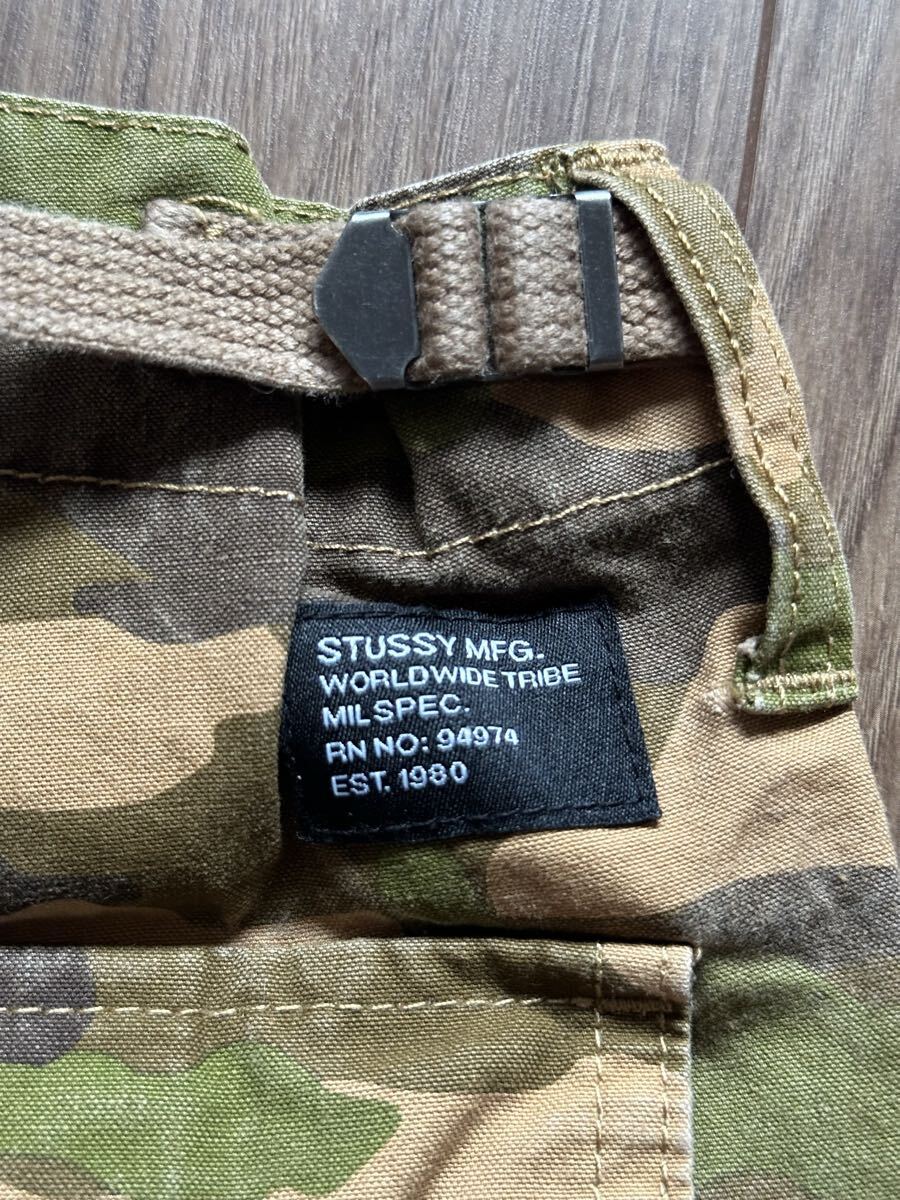 STUSSY MFG.
WORLDWIDE TRIBE
MILSPEC.
RN NO: 94974
EST. 1980